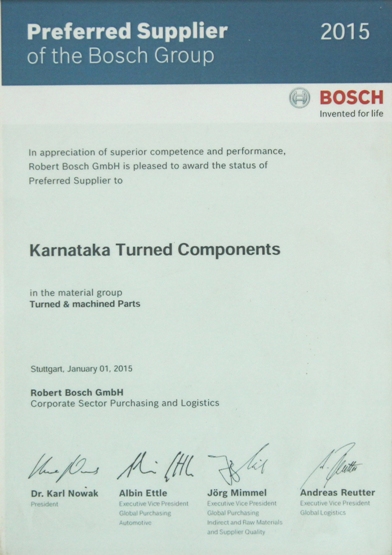 Preferred Supplier 2015
of the Bosch Group
BOSCH
Invented for life
In appreciation of superior competence and performance,
Robert Bosch GmbH is pleased to award the status of
Preferred Supplier to
Karnataka Turned Components
in the material group
Turned & machined Parts
Stuttgart, January 01, 2015
Robert Bosch GmbH
Corporate Sector Purchasing and Logistics
Dr. Karl Nowak
President
Albin Ettle
Executive Vice President
Global Purchasing
Automotive
Jörg Mimmel
Executive Vice President
Global Purchasing
Indirect and Raw Materials
and Supplier Quality
Andreas Reutter
Executive Vice President
Global Logistics